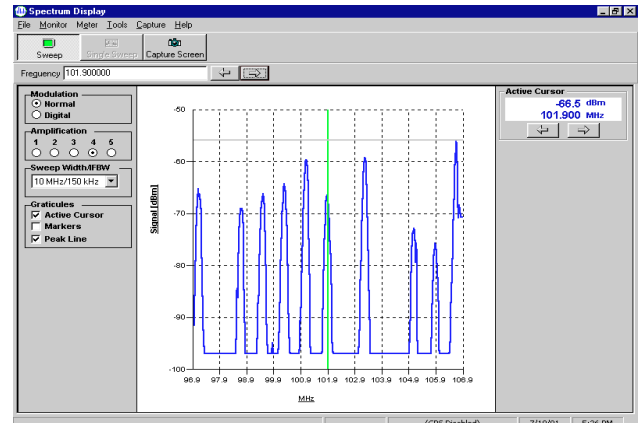 Spectrum Display
File Monitor Meter Tools Capture Help
Sweep Single Sweep Capture Screen
Frequency 101.900000
Modulation
Normal
Digital
Amplification
1 2 3 4 5
Sweep Width/IFBW
10 MHz/150 kHz
Graticules
Active Cursor
Markers
Peak Line
Signal [dBm]
-50
-60
-70
-80
-90
-100
96.9 97.9 98.9 99.9 100.9 101.9 102.9 103.9 104.9 105.9 106.9
MHz
Active Cursor
-66.5 dBm
101.900 MHz
(GPS Disabled) 7/19/01 5:26 PM